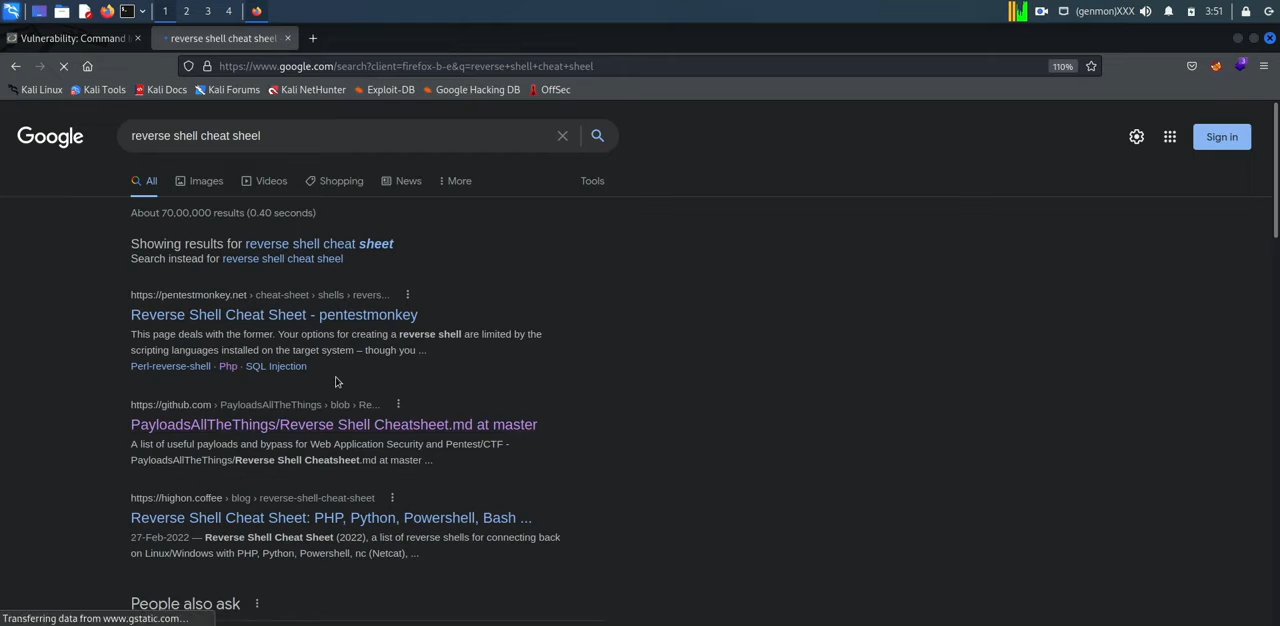 1 2 3 4 (genmon)XXX 3:51
Vulnerability: Command I × reverse shell cheat sheel × +
https://www.google.com/search?client=firefox-b-e&q=reverse+shell+cheat+sheel 110%
Kali Linux Kali Tools Kali Docs Kali Forums Kali NetHunter Exploit-DB Google Hacking DB OffSec
Google reverse shell cheat sheel Sign in
All Images Videos Shopping News More Tools
About 70,00,000 results (0.40 seconds)
Showing results for reverse shell cheat sheet
Search instead for reverse shell cheat sheel
https://pentestmonkey.net › cheat-sheet › shells › revers...
Reverse Shell Cheat Sheet - pentestmonkey
This page deals with the former. Your options for creating a reverse shell are limited by the
scripting languages installed on the target system – though you ...
Perl-reverse-shell · Php · SQL Injection
https://github.com › PayloadsAllTheThings › blob › Re...
PayloadsAllTheThings/Reverse Shell Cheatsheet.md at master
A list of useful payloads and bypass for Web Application Security and Pentest/CTF -
PayloadsAllTheThings/Reverse Shell Cheatsheet.md at master ...
https://highon.coffee › blog › reverse-shell-cheat-sheet
Reverse Shell Cheat Sheet: PHP, Python, Powershell, Bash ...
27-Feb-2022 — Reverse Shell Cheat Sheet (2022), a list of reverse shells for connecting back
on Linux/Windows with PHP, Python, Powershell, nc (Netcat), ...
People also ask
Transferring data from www.gstatic.com...